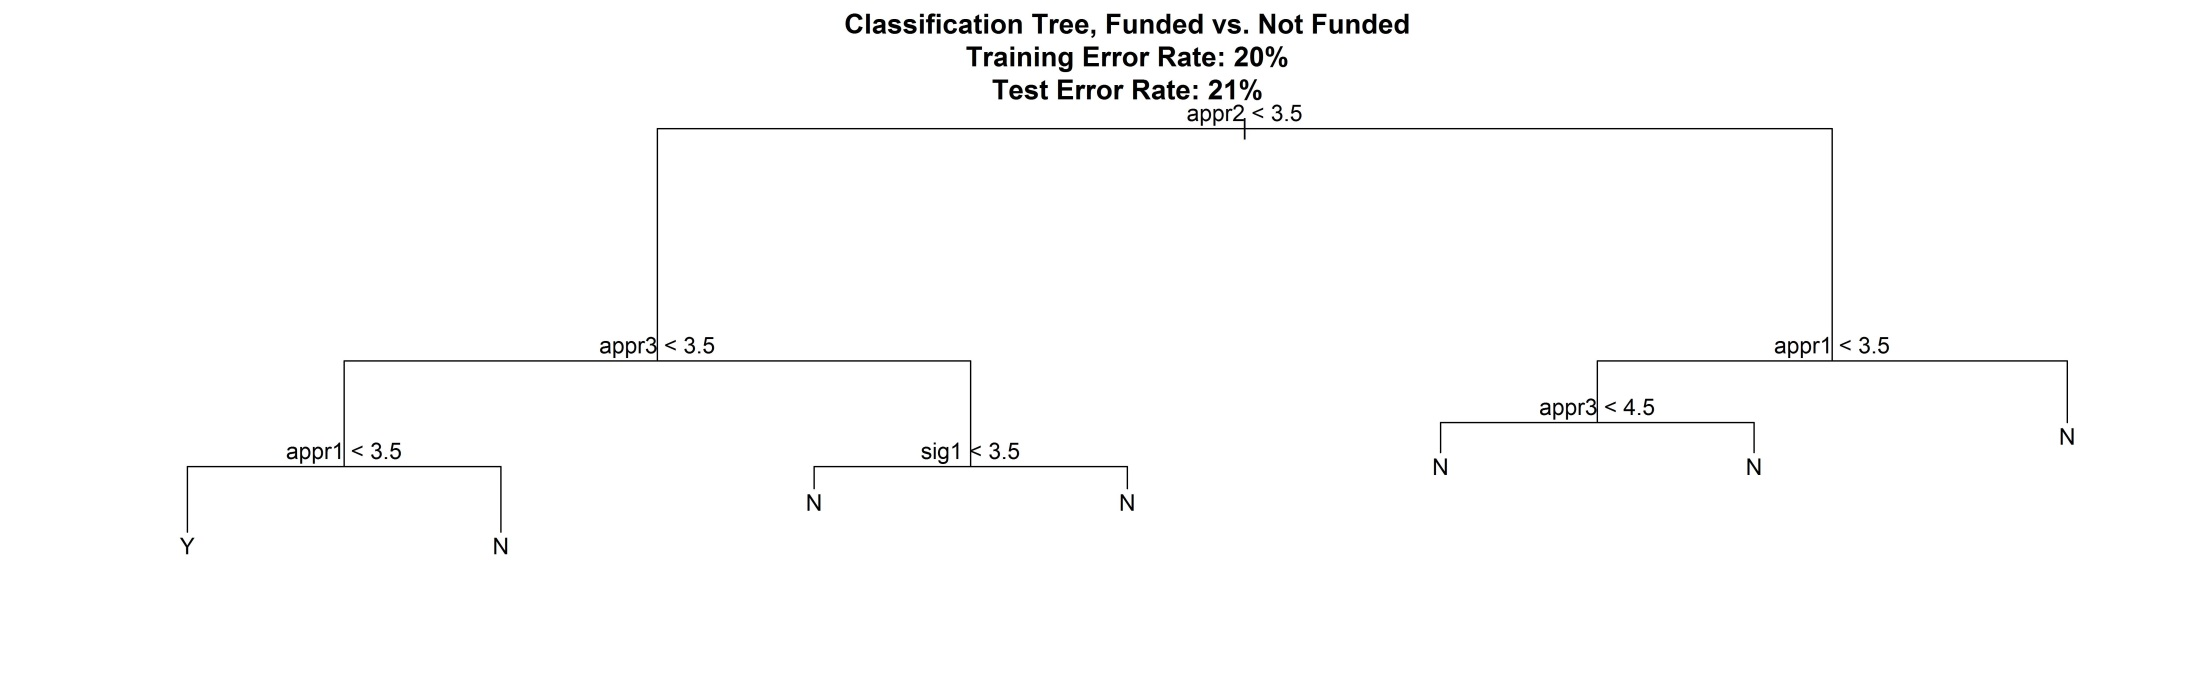 Classification Tree, Funded vs. Not Funded
Training Error Rate: 20%
Test Error Rate: 21%
appr2 < 3.5
appr3 < 3.5
appr1 < 3.5
appr3 < 4.5
N
appr1 < 3.5
sig1 < 3.5
N
N
N
N
Y
N